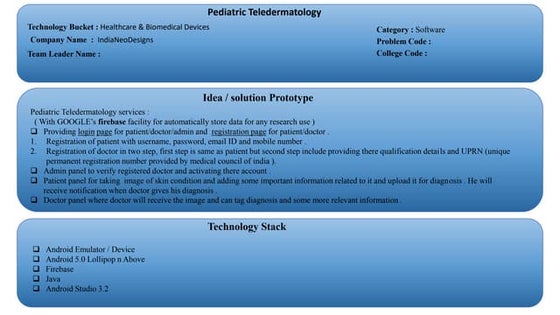 Pediatric Teledermatology
Technology Bucket : Healthcare & Biomedical Devices
Category : Software
Company Name : IndiaNeoDesigns
Problem Code :
Team Leader Name :
College Code :
Idea / solution Prototype
Pediatric Teledermatology services :
( With GOOGLE's firebase facility for automatically store data for any research use )
❑ Providing login page for patient/doctor/admin and registration page for patient/doctor .
1. Registration of patient with username, password, email ID and mobile number .
2. Registration of doctor in two step, first step is same as patient but second step include providing there qualification details and UPRN (unique
permanent registration number provided by medical council of india ).
❑ Admin panel to verify registered doctor and activating there account .
❑ Patient panel for taking image of skin condition and adding some important information related to it and upload it for diagnosis . He will
receive notification when doctor gives his diagnosis .
❑ Doctor panel where doctor will receive the image and can tag diagnosis and some more relevant information .
Technology Stack
❑ Android Emulator / Device
❑ Android 5.0 Lollipop n Above
❑ Firebase
❑ Java
❑ Android Studio 3.2